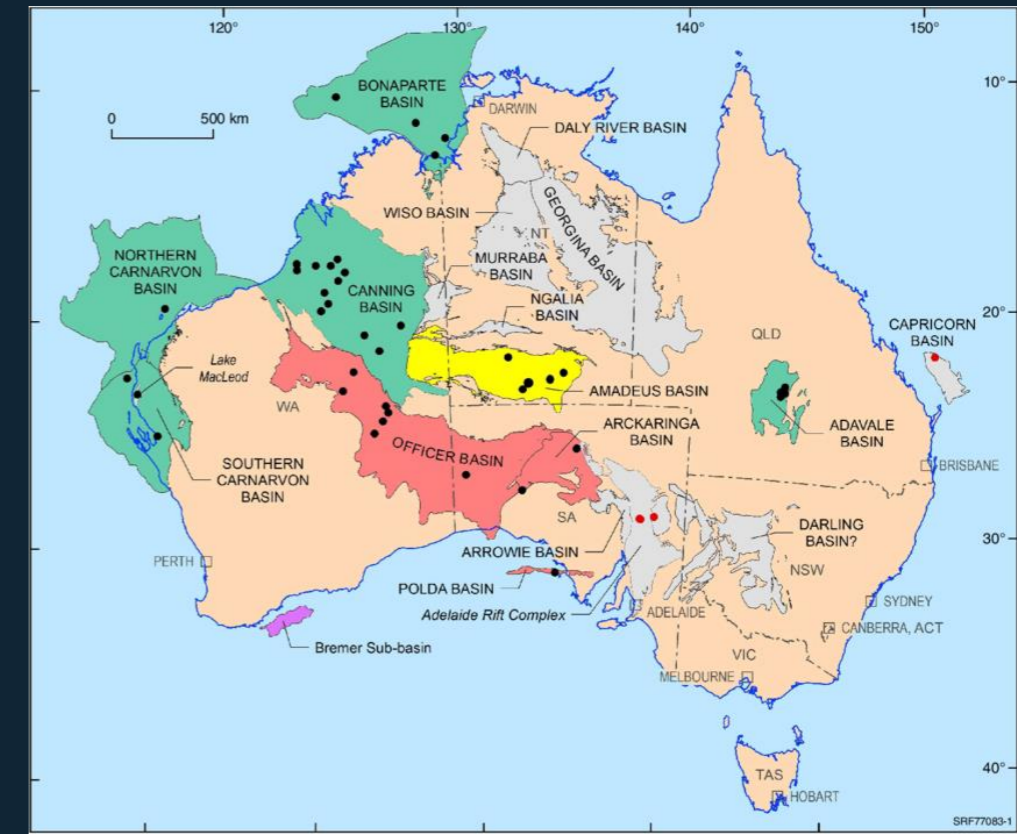 120°
130°
140°
150°
10°
20°
30°
40°
0
500 km
BONAPARTE
BASIN
DARWIN
DALY RIVER BASIN
WISO BASIN
GEORGINA BASIN
NT
NORTHERN
CARNARVON
BASIN
CANNING
BASIN
MURRABA
BASIN
NGALIA
BASIN
QLD
CAPRICORN
BASIN
Lake
MacLEOD
WA
AMADEUS BASIN
ARCKARINGA
BASIN
ADAVALE
BASIN
OFFICER BASIN
SOUTHERN
CARNARVON
BASIN
BRISBANE
SA
DARLING
BASIN?
ARROWIE BASIN
NSW
PERTH
POLDA BASIN
Adelaide Rift Complex
ADELAIDE
SYDNEY
CANBERRA, ACT
Bremer Sub-basin
VIC
MELBOURNE
TAS
HOBART
SRF77083-1